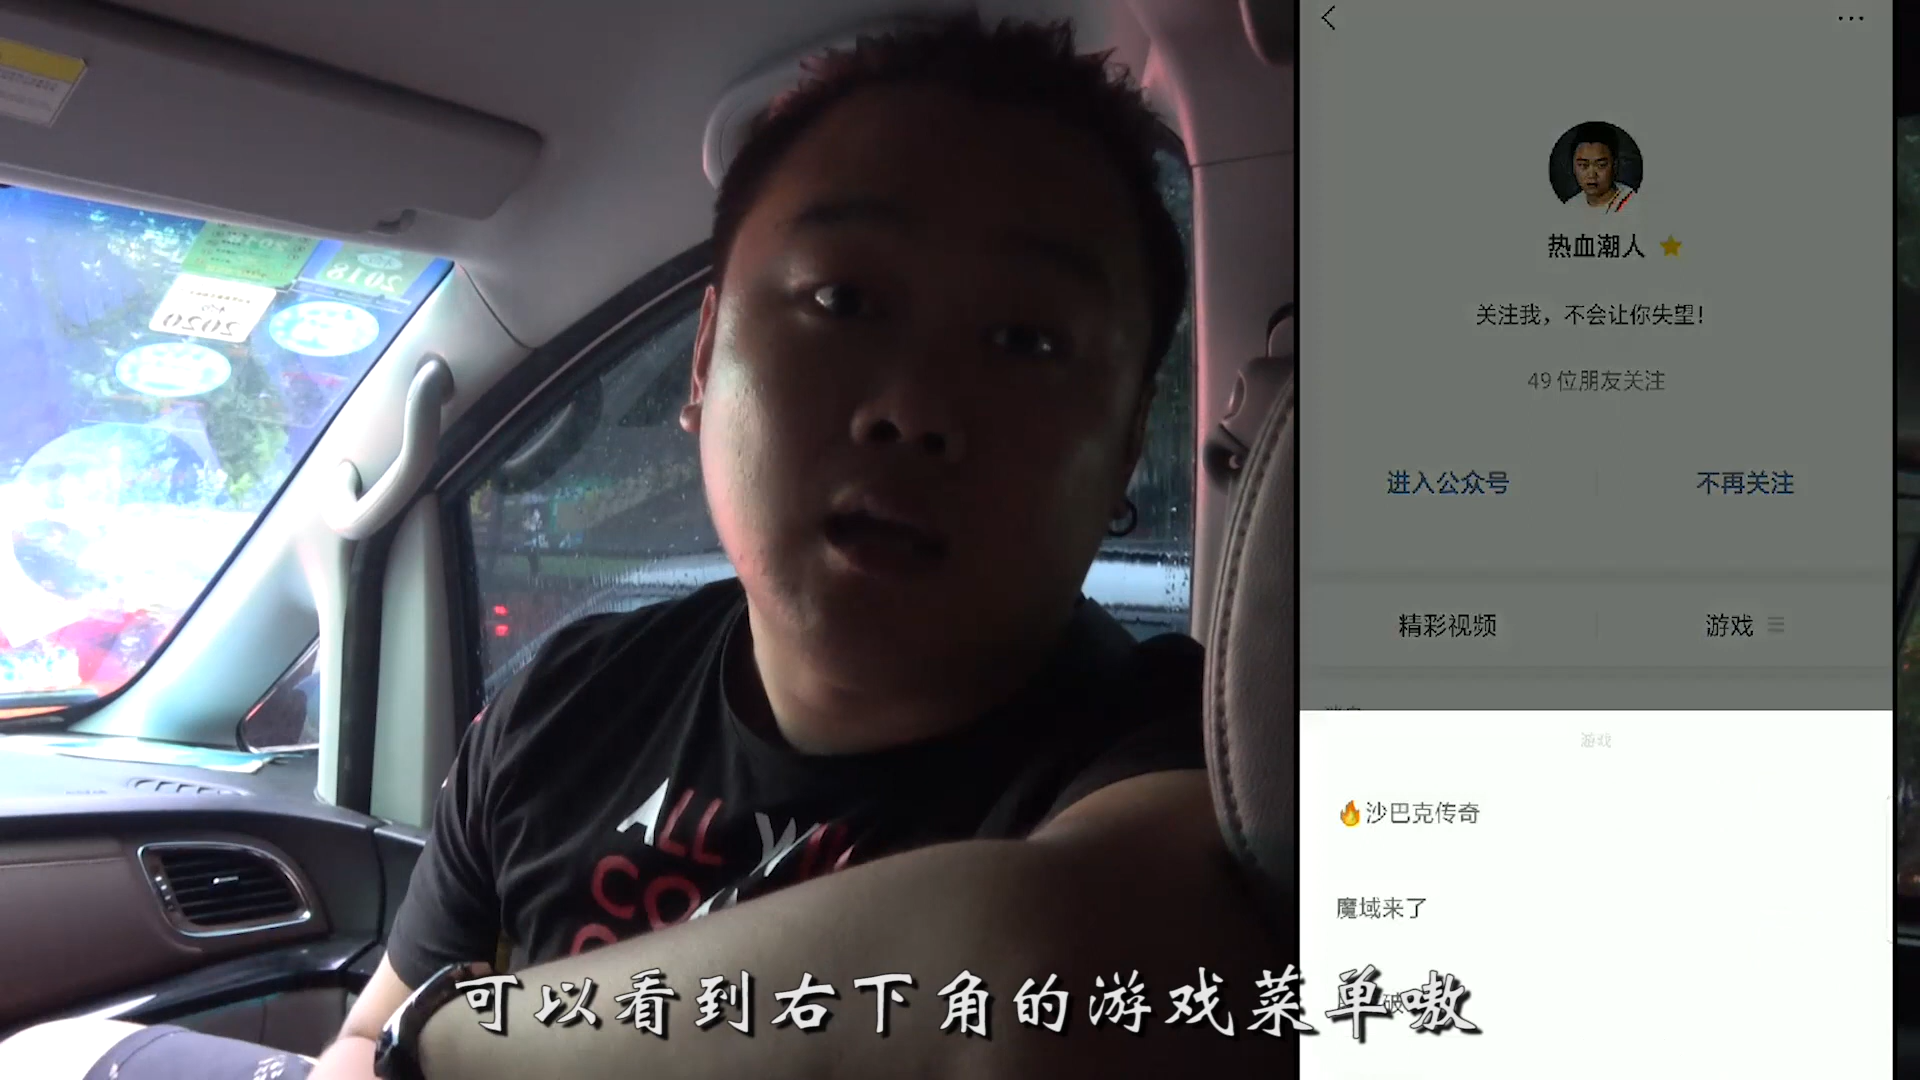 2018
2020
ALL
CO
热血潮人
关注我，不会让你失望！
49 位朋友关注
进入公众号
不再关注
精彩视频
游戏
游戏
沙巴克传奇
魔域来了
可以看到右下角的游戏菜单嗷